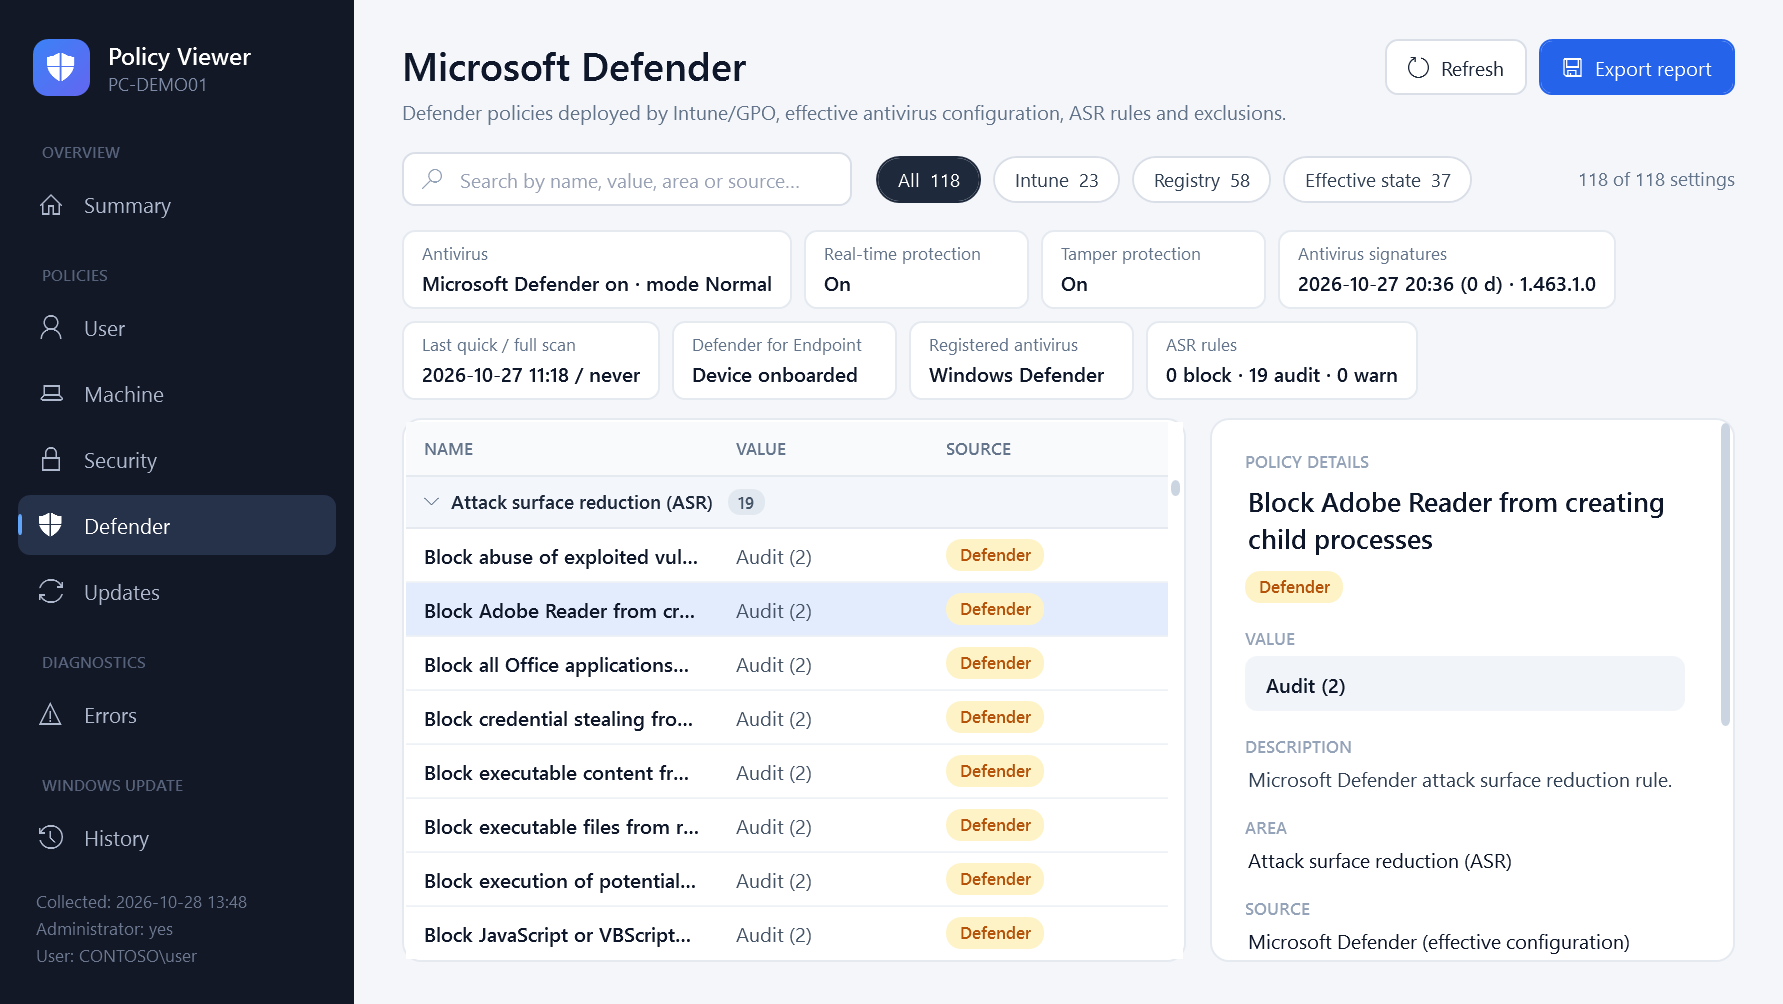 Policy Viewer
PC-DEMO01
OVERVIEW
Summary
POLICIES
User
Machine
Security
Defender
Updates
DIAGNOSTICS
Errors
WINDOWS UPDATE
History
Collected: 2026-10-28 13:48
Administrator: yes
User: CONTOSO\user
Microsoft Defender
Refresh
Export report
Defender policies deployed by Intune/GPO, effective antivirus configuration, ASR rules and exclusions.
Search by name, value, area or source...
All 118
Intune 23
Registry 58
Effective state 37
118 of 118 settings
Antivirus
Microsoft Defender on · mode Normal
Real-time protection
On
Tamper protection
On
Antivirus signatures
2026-10-27 20:36 (0 d) · 1.463.1.0
Last quick / full scan
2026-10-27 11:18 / never
Defender for Endpoint
Device onboarded
Registered antivirus
Windows Defender
ASR rules
0 block · 19 audit · 0 warn
NAME VALUE SOURCE
Attack surface reduction (ASR) 19
Block abuse of exploited vul... Audit (2) Defender
Block Adobe Reader from cr... Audit (2) Defender
Block all Office applications... Audit (2) Defender
Block credential stealing fro... Audit (2) Defender
Block executable content fr... Audit (2) Defender
Block executable files from r... Audit (2) Defender
Block execution of potential... Audit (2) Defender
Block JavaScript or VBScript... Audit (2) Defender
POLICY DETAILS
Block Adobe Reader from creating
child processes
Defender
VALUE
Audit (2)
DESCRIPTION
Microsoft Defender attack surface reduction rule.
AREA
Attack surface reduction (ASR)
SOURCE
Microsoft Defender (effective configuration)